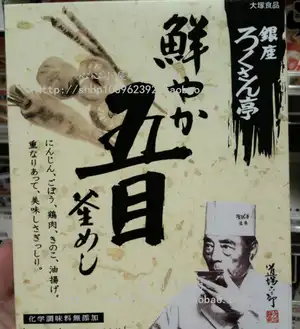 大塚食品
銀座
ろくさん亭
鮮やか
五目
釜めし
にんじん、ごぼう、鶏肉、きのこ、油揚げ。
重なりあって、美味しさぎっしり。
化学調味料無添加
道場六三郎